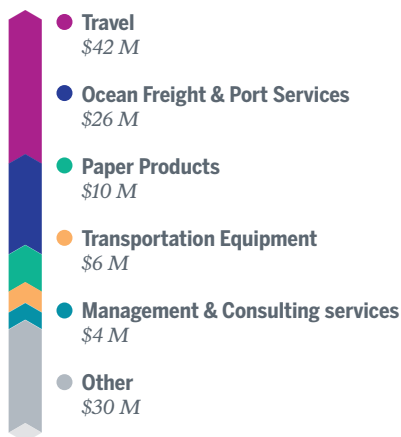 Travel
$42 M
Ocean Freight & Port Services
$26 M
Paper Products
$10 M
Transportation Equipment
$6 M
Management & Consulting services
$4 M
Other
$30 M